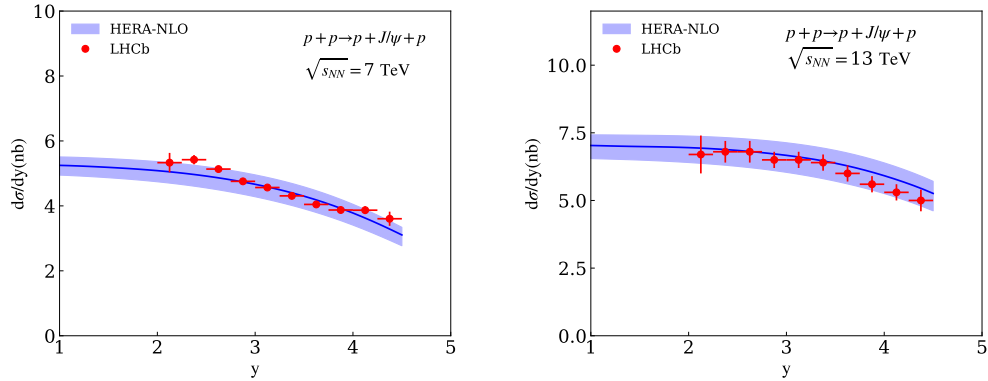 HERA-NLO
LHCb
p + p → p + J/ψ + p
√s_NN = 7 TeV
dσ/dy(nb)
10
8
6
4
2
0
1 2 3 4 5
y
HERA-NLO
LHCb
p + p → p + J/ψ + p
√s_NN = 13 TeV
dσ/dy(nb)
10.0
7.5
5.0
2.5
0.0
1 2 3 4 5
y